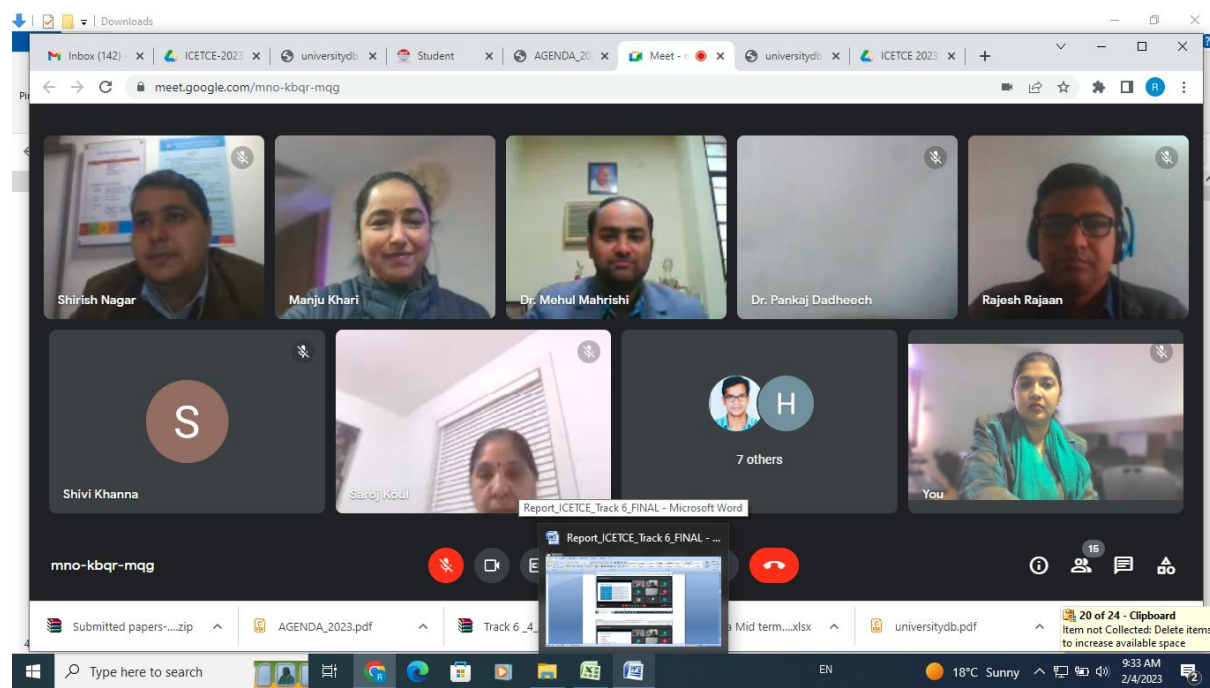 Downloads
Inbox (142) -
ICETCE-2023
universitydb
Student
AGENDA_20
Meet -
universitydb
ICETCE 2023
meet.google.com/mno-kbqr-mqg
R
Shirish Nagar
Manju Khari
Dr. Mehul Mahrishi
Dr. Pankaj Dadheech
Rajesh Rajaan
S
H
7 others
Shivi Khanna
Saroj Koul
You
Report_ICETCE_Track 6_FINAL - Microsoft Word
Report_ICETCE_Track 6_FINAL - ...
mno-kbqr-mqg
15
Submitted papers-....zip
AGENDA_2023.pdf
Track 6 _4_
a Mid term....xlsx
universitydb.pdf
20 of 24 - Clipboard
Item not Collected: Delete items
to increase available space
Type here to search
EN
18°C Sunny
9:33 AM
2/4/2023
2